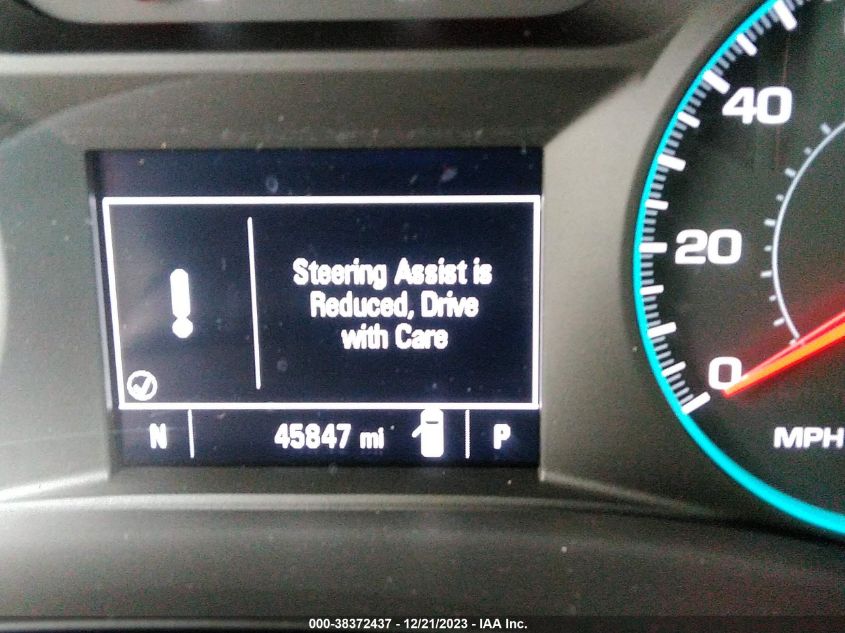 40
Steering Assist is
Reduced, Drive
with Care
20
0
N 45847 mi P
MPH
000-38372437 - 12/21/2023 - IAA Inc.